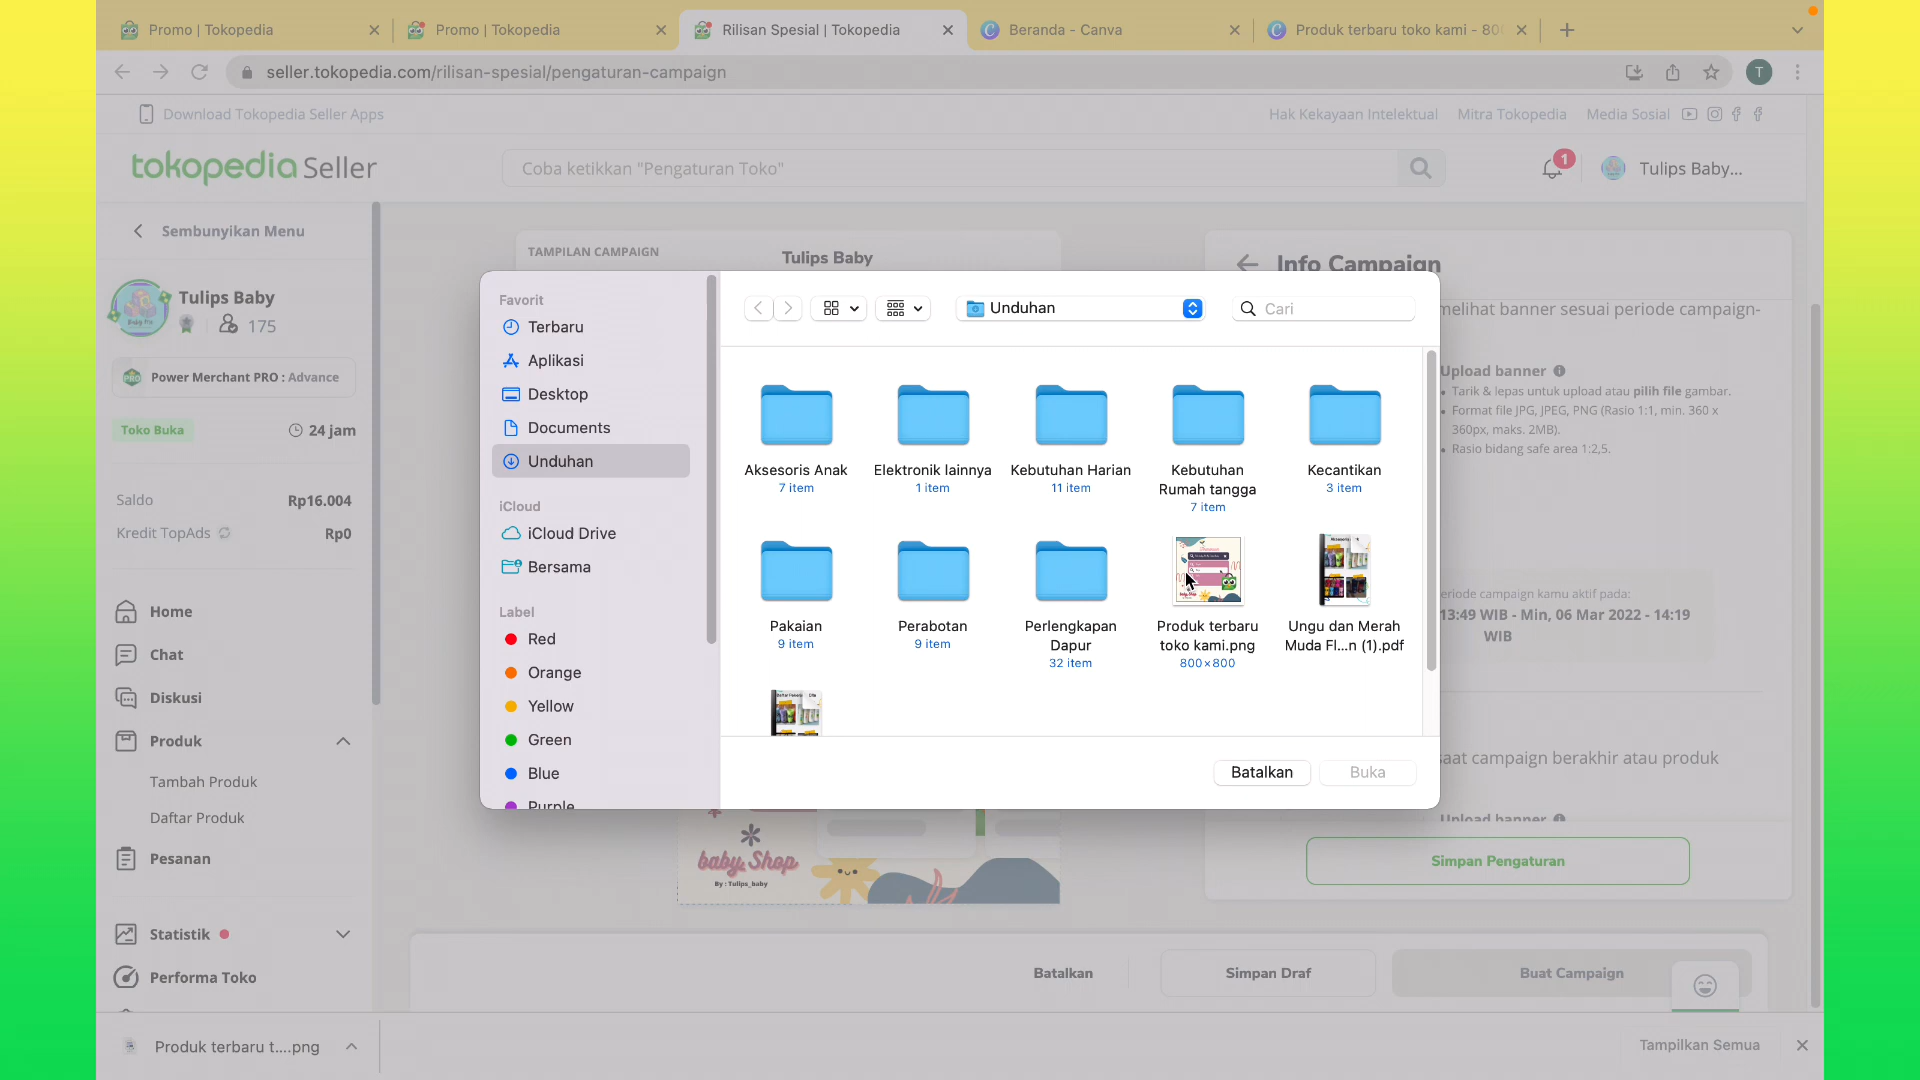 Promo | Tokopedia
Promo | Tokopedia
Rilisan Spesial | Tokopedia
Beranda - Canva
Produk terbaru toko kami - 80
seller.tokopedia.com/rilisan-spesial/pengaturan-campaign
T
Download Tokopedia Seller Apps
Hak Kekayaan Intelektual
Mitra Tokopedia
Media Sosial
tokopedia Seller
Coba ketikkan "Pengaturan Toko"
1
Tulips Baby...
Sembunyikan Menu
Tulips Baby
175
PRO
Power Merchant PRO : Advance
Toko Buka
24 jam
Saldo
Rp16.004
Kredit TopAds
Rp0
Home
Chat
Diskusi
Produk
Tambah Produk
Daftar Produk
Pesanan
Statistik
Performa Toko
TAMPILAN CAMPAIGN
Tulips Baby
Info Campaign
melihat banner sesuai periode campaign-
Upload banner
Tarik & lepas untuk upload atau pilih file gambar.
Format file JPG, JPEG, PNG (Rasio 1:1, min. 360 x
360px, maks. 2MB).
Rasio bidang safe area 1:2,5.
eriode campaign kamu aktif pada:
13:49 WIB - Min, 06 Mar 2022 - 14:19
WIB
saat campaign berakhir atau produk
Upload banner
Simpan Pengaturan
Favorit
Terbaru
Aplikasi
Desktop
Documents
Unduhan
iCloud
iCloud Drive
Bersama
Label
Red
Orange
Yellow
Green
Blue
Purple
Unduhan
Cari
Aksesoris Anak
7 item
Elektronik lainnya
1 item
Kebutuhan Harian
11 item
Kebutuhan
Rumah tangga
7 item
Kecantikan
3 item
Pakaian
9 item
Perabotan
9 item
Perlengkapan
Dapur
32 item
Produk terbaru
toko kami.png
800×800
Ungu dan Merah
Muda Fl...n (1).pdf
Batalkan
Buka
baby Shop
By : Tulips_baby
Batalkan
Simpan Draf
Buat Campaign
Produk terbaru t....png
Tampilkan Semua